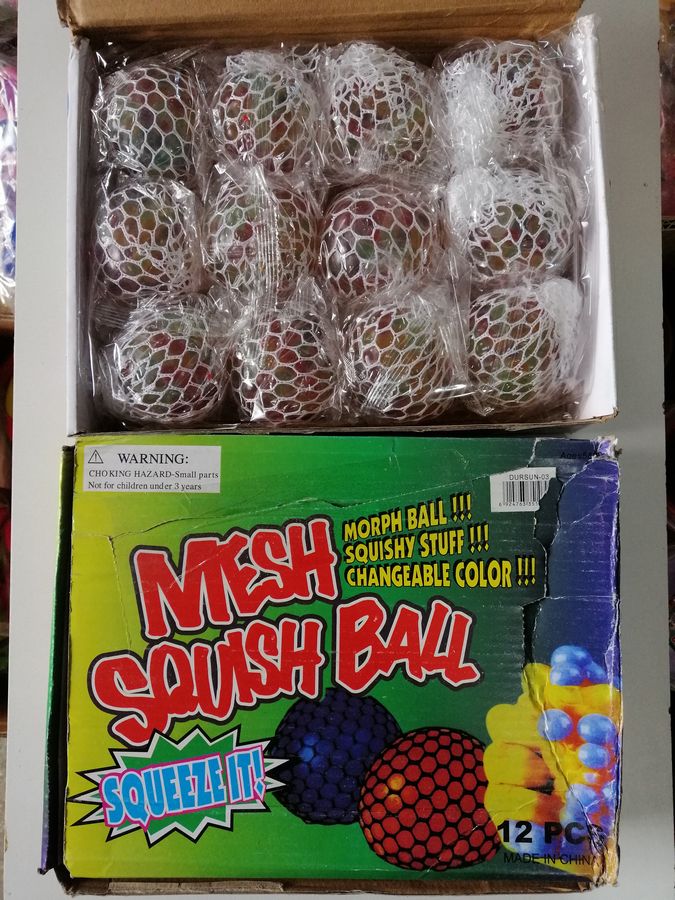 WARNING:
CHOKING HAZARD-Small parts
Not for children under 3 years
DURSUN-03
MORPH BALL !!!
SQUISHY STUFF !!!
CHANGEABLE COLOR !!!
MESH
SQUISH BALL
SQUEEZE IT!
12 PCS
MADE IN CHINA